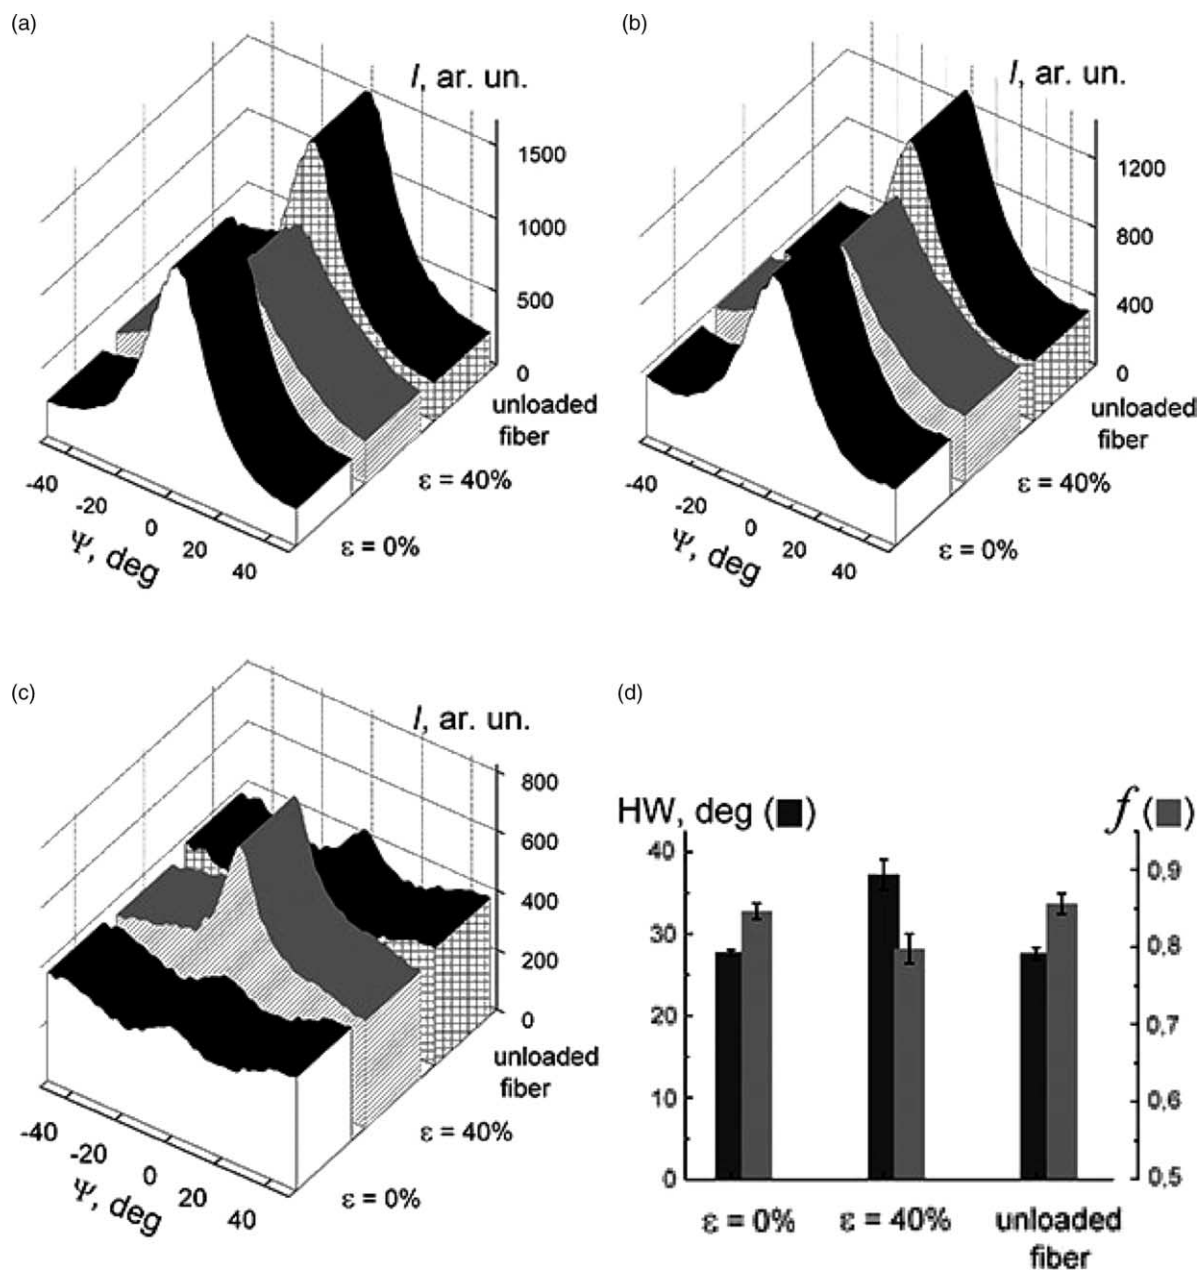 (a)
I, ar. un.
1500
1000
500
0
unloaded
fiber
ε = 40%
ε = 0%
-40
-20
0
20
40
Ψ, deg
(b)
I, ar. un.
1200
800
400
0
unloaded
fiber
ε = 40%
ε = 0%
-40
-20
0
20
40
Ψ, deg
(c)
I, ar. un.
800
600
400
200
0
unloaded
fiber
ε = 40%
ε = 0%
-40
-20
0
20
40
Ψ, deg
(d)
HW, deg (■)
f (■)
40
30
20
10
0
0,9
0,8
0,7
0,6
0,5
ε = 0%
ε = 40%
unloaded
fiber